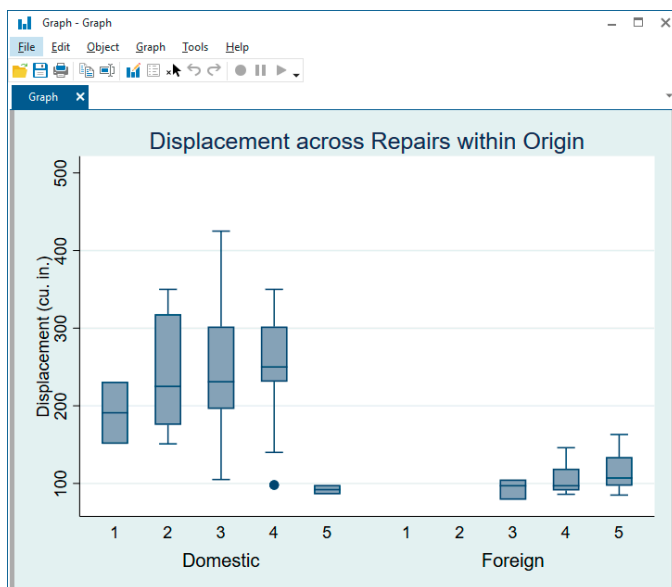 Graph - Graph
File Edit Object Graph Tools Help
Graph
Displacement across Repairs within Origin
Displacement (cu. in.)
500
400
300
200
100
1 2 3 4 5 1 2 3 4 5
Domestic Foreign